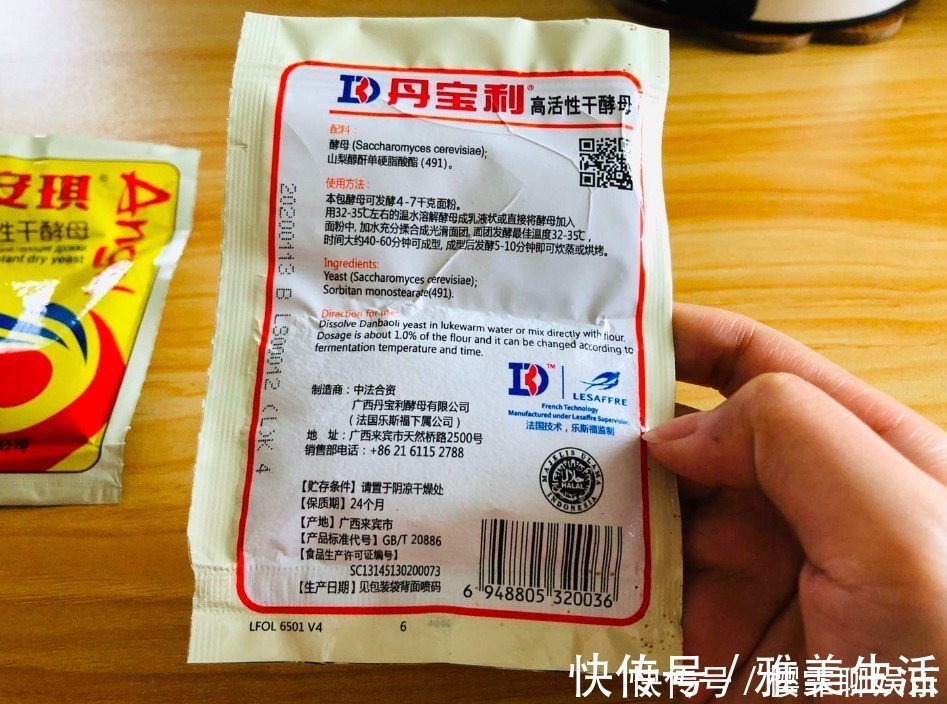 安琪®
Angel
性干酵母
instant dry yeast
丹宝利® 高活性干酵母
配料：
酵母 (Saccharomyces cerevisiae);
山梨醇酐单硬脂酸酯 (491)。
使用方法：
本包酵母可发酵4-7千克面粉。
用32-35℃左右的温水溶解酵母成乳液状或直接将酵母加入
面粉中, 加水充分揉合成光滑面团, 面团发酵最佳温度32-35℃,
时间大约40-60分钟可成型, 成型后发酵5-10分钟即可炊蒸或烘烤。
Ingredients:
Yeast (Saccharomyces cerevisiae);
Sorbitan monostearate(491).
Direction for use:
Dissolve Danbaoli yeast in lukewarm water or mix directly with flour.
Dosage is about 1.0% of the flour and it can be changed according to
fermentation temperature and time.
制造商：中法合资
广西丹宝利酵母有限公司
（法国乐斯福下属公司）
地 址：广西来宾市天然桥路2500号
销售部电话：+86 21 6115 2788
TM
LESAFFRE
French Technology
Manufactured under Lesaffre Supervision
法国技术，乐斯福监制
MAJELIS ULAMA INDONESIA
حلال
HALAL
【贮存条件】请置于阴凉干燥处
【保质期】24个月
【产地】广西来宾市
【产品标准代号】GB/T 20886
【食品生产许可证编号】
SC13145130200073
【生产日期】见包装袋背面喷码
6 948805 320036
LFOL 6501 V4
6
快传号 / 雅美生活